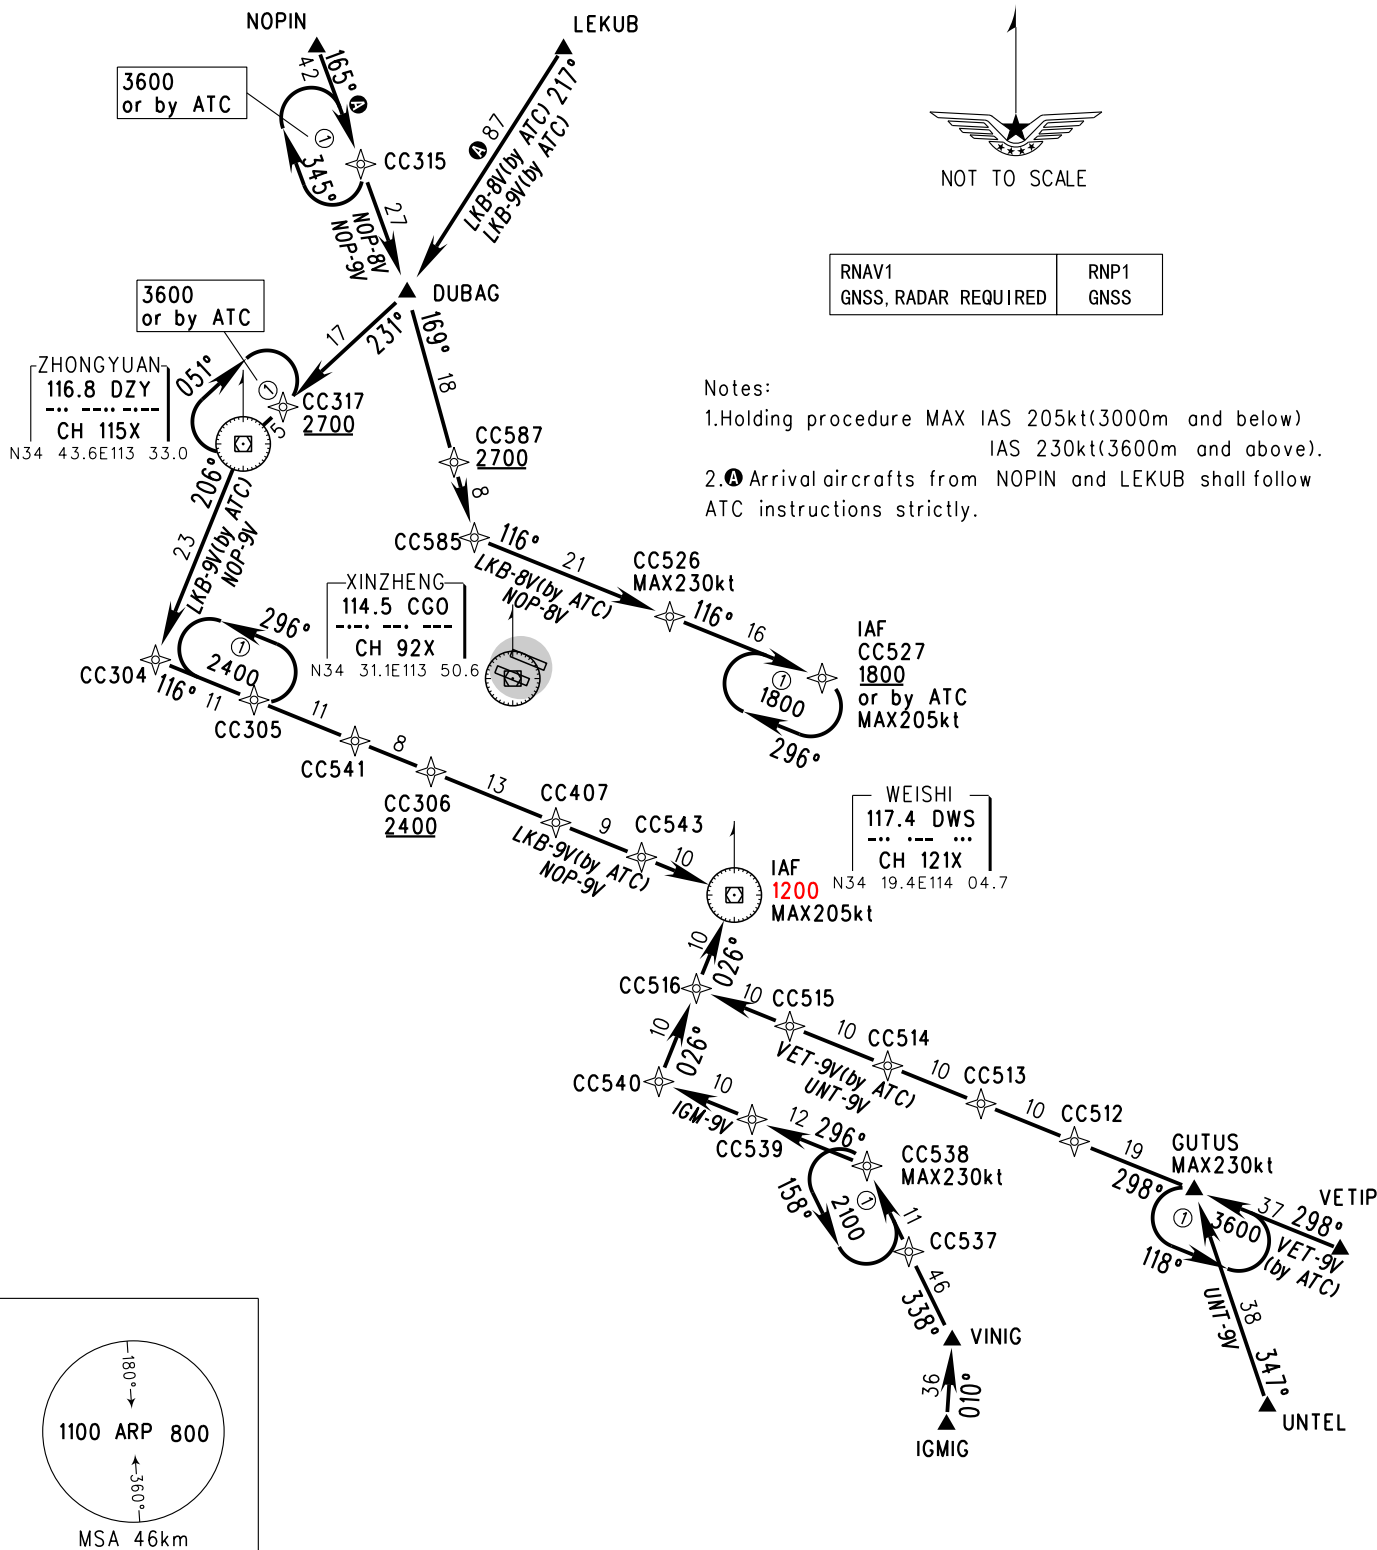 NOPIN
LEKUB
3600
or by ATC
42
165°
A
1
345°
CC315
A 87
217°
LKB-8V(by ATC)
LKB-9V(by ATC)
27
NOP-8V
NOP-9V
NOT TO SCALE
RNAV1
GNSS, RADAR REQUIRED
RNP1
GNSS
DUBAG
3600
or by ATC
17
231°
169°
18
ZHONGYUAN
116.8 DZY
-·· --·· -·--
CH 115X
N34 43.6E113 33.0
051°
1
CC317
2700
5
Notes:
1.Holding procedure MAX IAS 205kt(3000m and below)
IAS 230kt(3600m and above).
2.A Arrival aircrafts from NOPIN and LEKUB shall follow
ATC instructions strictly.
CC587
2700
8
206°
23
LKB-9V(by ATC)
NOP-9V
CC585
116°
21
LKB-8V(by ATC)
NOP-8V
CC526
MAX230kt
116°
16
XINZHENG
114.5 CGO
-·-· --· ---
CH 92X
N34 31.1E113 50.6
IAF
CC527
1800
or by ATC
MAX205kt
1
1800
296°
296°
1
2400
CC304
116°
11
CC305
11
CC541
8
CC306
2400
13
CC407
9
CC543
10
LKB-9V(by ATC)
NOP-9V
WEISHI
117.4 DWS
-·· ·-- ···
CH 121X
N34 19.4E114 04.7
IAF
1200
MAX205kt
10
026°
CC516
10
CC515
10
CC514
10
CC513
10
CC512
19
VET-9V(by ATC)
UNT-9V
10
026°
CC540
10
IGM-9V
CC539
12
296°
CC538
MAX230kt
158°
1
2100
11
CC537
46
338°
VINIG
36
010°
IGMIG
GUTUS
MAX230kt
298°
1
3600
118°
37
298°
VETIP
VET-9V
(by ATC)
UNT-9V
38
347°
UNTEL
180°
1100 ARP 800
360°
MSA 46km